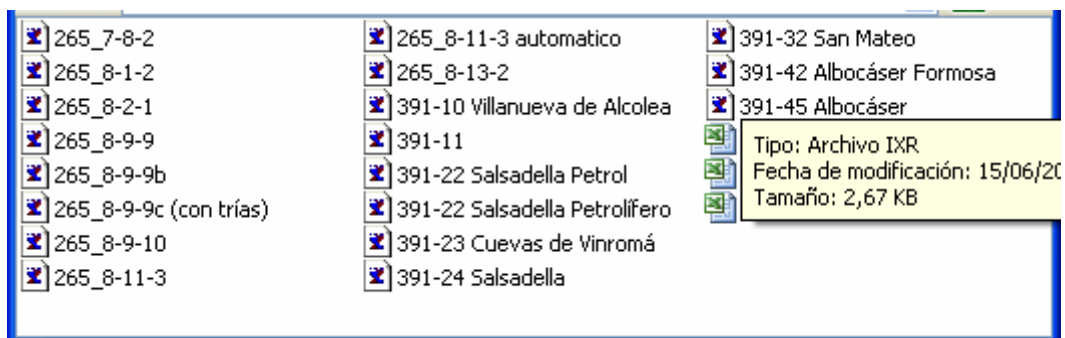 265_7-8-2
265_8-1-2
265_8-2-1
265_8-9-9
265_8-9-9b
265_8-9-9c (con trías)
265_8-9-10
265_8-11-3
265_8-11-3 automatico
265_8-13-2
391-10 Villanueva de Alcolea
391-11
391-22 Salsadella Petrol
391-22 Salsadella Petrolífero
391-23 Cuevas de Vinromá
391-24 Salsadella
391-32 San Mateo
391-42 Albocáser Formosa
391-45 Albocáser
Tipo: Archivo IXR
Fecha de modificación: 15/06/20
Tamaño: 2,67 KB